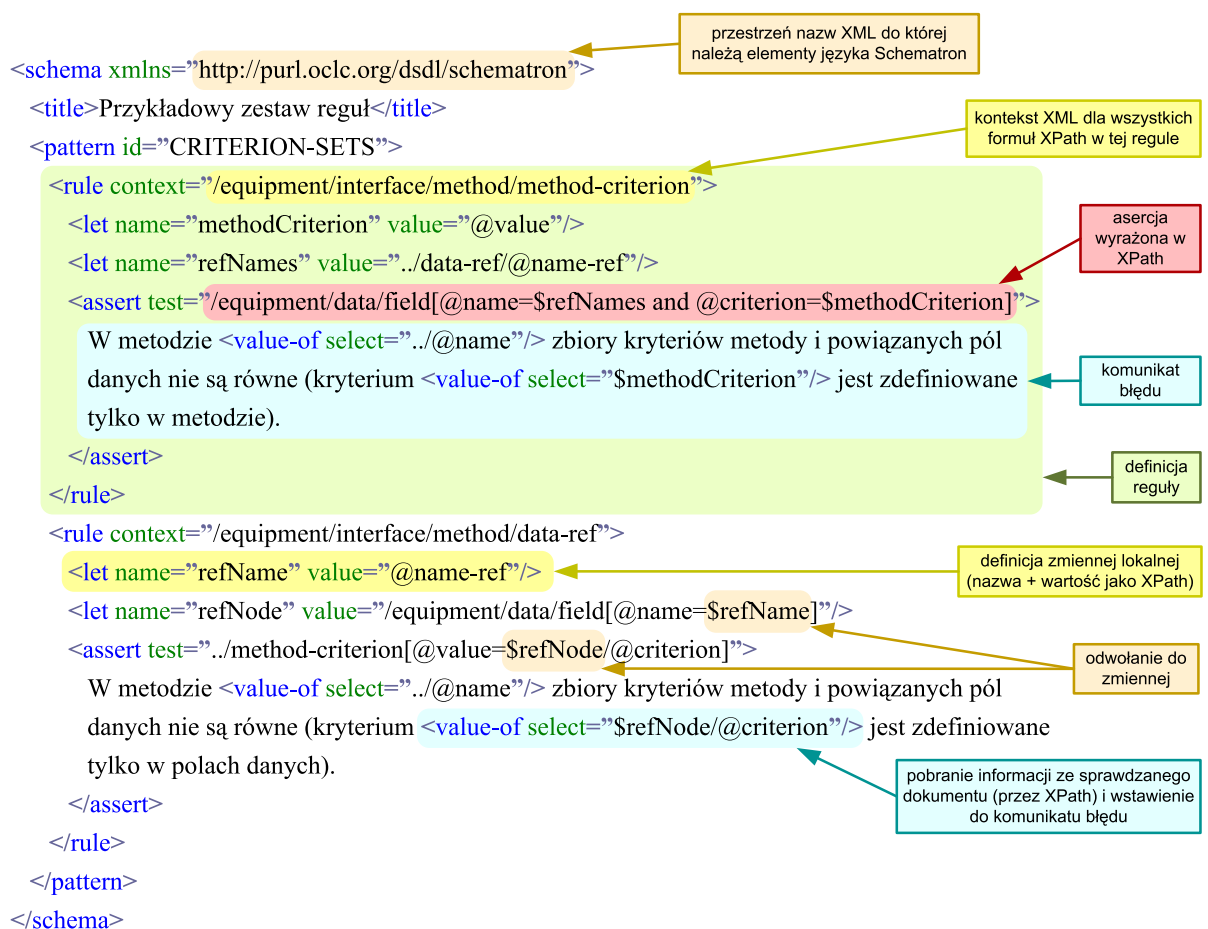 przestrzeń nazw XML do której
należą elementy języka Schematron
<schema xmlns=”http://purl.oclc.org/dsdl/schematron”>
<title>Przykładowy zestaw reguł</title>
kontekst XML dla wszystkich
formuł XPath w tej regule
<pattern id=”CRITERION-SETS”>
<rule context=”/equipment/interface/method/method-criterion”>
<let name=”methodCriterion” value=”@value”/>
asercja
wyrażona w
XPath
<let name=”refNames” value=”../data-ref/@name-ref”/>
<assert test=”/equipment/data/field[@name=$refNames and @criterion=$methodCriterion]”>
W metodzie <value-of select=”../@name”/> zbiory kryteriów metody i powiązanych pól
danych nie są równe (kryterium <value-of select=”$methodCriterion”/> jest zdefiniowane
tylko w metodzie).
komunikat
błędu
</assert>
</rule>
definicja
reguły
<rule context=”/equipment/interface/method/data-ref”>
<let name=”refName” value=”@name-ref”/>
definicja zmiennej lokalnej
(nazwa + wartość jako XPath)
<let name=”refNode” value=”/equipment/data/field[@name=$refName]”/>
<assert test=”../method-criterion[@value=$refNode/@criterion]”>
odwołanie do
zmiennej
W metodzie <value-of select=”../@name”/> zbiory kryteriów metody i powiązanych pól
danych nie są równe (kryterium <value-of select=”$refNode/@criterion”/> jest zdefiniowane
tylko w polach danych).
pobranie informacji ze sprawdzanego
dokumentu (przez XPath) i wstawienie
do komunikatu błędu
</assert>
</rule>
</pattern>
</schema>